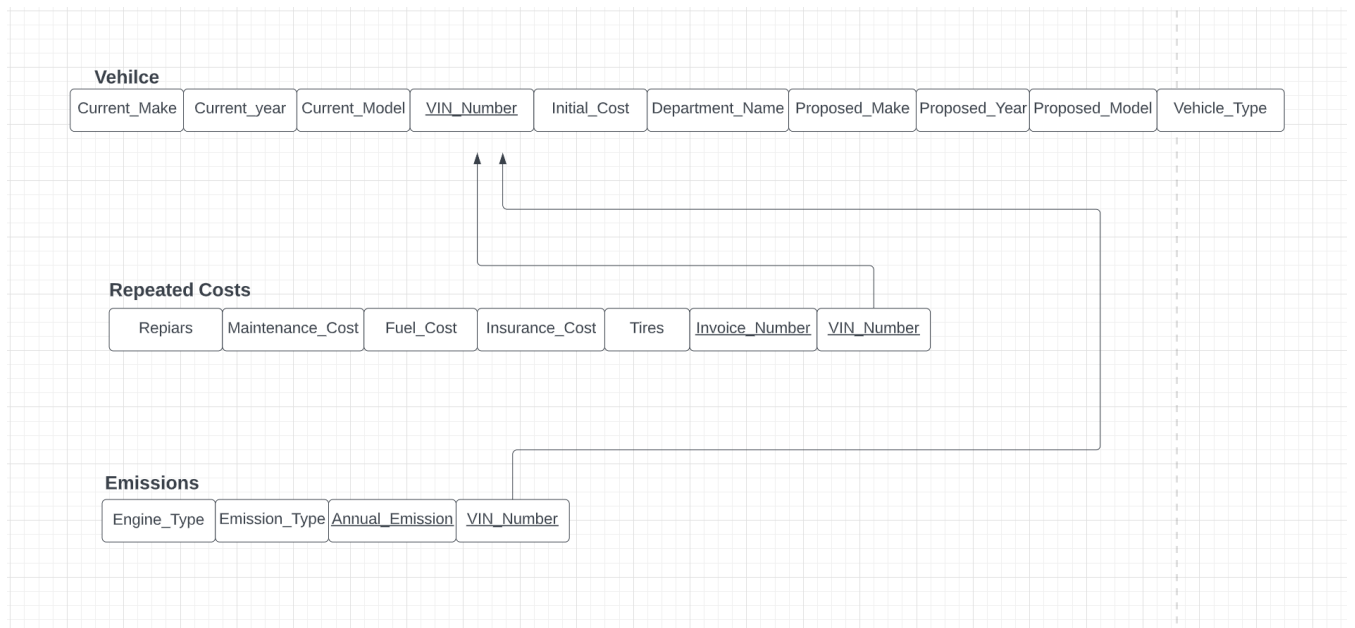 Vehilce
Current_Make Current_year Current_Model VIN_Number Initial_Cost Department_Name Proposed_Make Proposed_Year Proposed_Model Vehicle_Type
Repeated Costs
Repiars Maintenance_Cost Fuel_Cost Insurance_Cost Tires Invoice_Number VIN_Number
Emissions
Engine_Type Emission_Type Annual_Emission VIN_Number